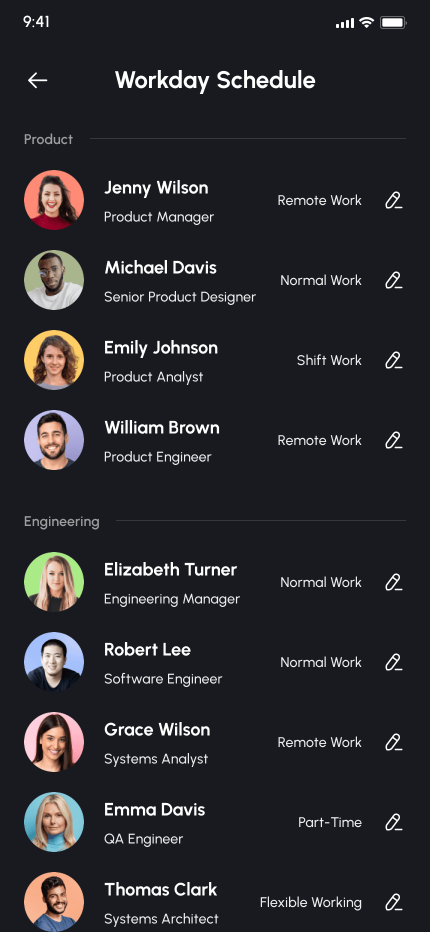 9:41
Workday Schedule
Product
Jenny Wilson
Product Manager
Remote Work
Michael Davis
Senior Product Designer
Normal Work
Emily Johnson
Product Analyst
Shift Work
William Brown
Product Engineer
Remote Work
Engineering
Elizabeth Turner
Engineering Manager
Normal Work
Robert Lee
Software Engineer
Normal Work
Grace Wilson
Systems Analyst
Remote Work
Emma Davis
QA Engineer
Part-Time
Thomas Clark
Systems Architect
Flexible Working